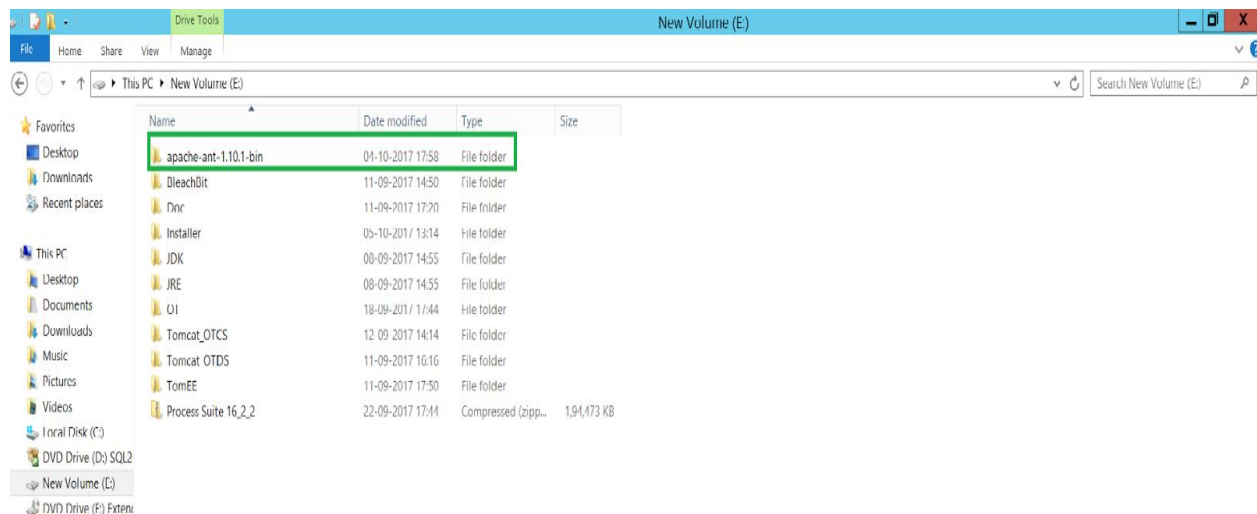 Drive Tools
New Volume (E:)
File Home Share View Manage
This PC New Volume (E:)
Search New Volume (E:)
Name Date modified Type Size
Favorites
Desktop
Downloads
Recent places
This PC
Desktop
Documents
Downloads
Music
Pictures
Videos
Local Disk (C:)
DVD Drive (D:) SQL2
New Volume (E:)
DVD Drive (F:) Exten
apache-ant-1.10.1-bin 04-10-2017 17:58 File folder
BleachBit 11-09-2017 14:50 File folder
Doc 11-09-2017 17:20 File folder
Installer 05-10-2017 13:14 File folder
JDK 08-09-2017 14:55 File folder
JRE 08-09-2017 14:55 File folder
OT 18-09-2017 17:44 File folder
Tomcat_OTCS 12-09-2017 14:14 File folder
Tomcat OTDS 11-09-2017 16:16 File folder
TomEE 11-09-2017 17:50 File folder
Process Suite 16_2_2 22-09-2017 17:44 Compressed (zipp... 1,94,473 KB